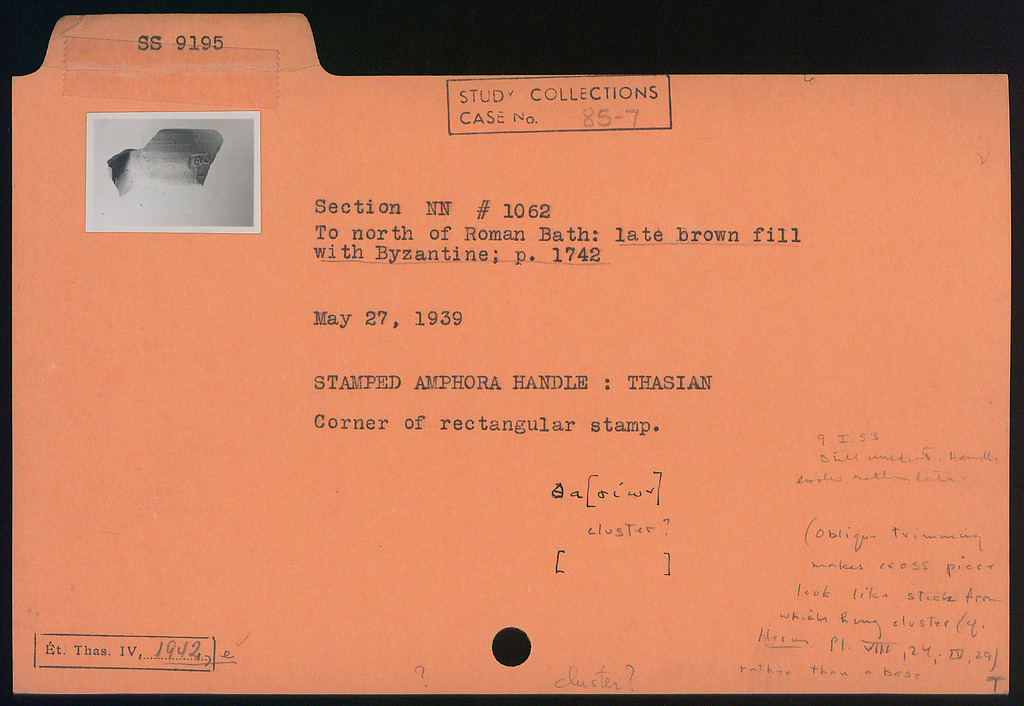 SS 9195
STUDY COLLECTIONS
CASE No. 85-7
Section NN # 1062
To north of Roman Bath: late brown fill
with Byzantine; p. 1742
May 27, 1939
STAMPED AMPHORA HANDLE : THASIAN
Corner of rectangular stamp.
Θα[σίων]
cluster?
[ ]
9. I. 53
Still unident. Handle
looks rather late.
(Oblique trimming
makes cross piece
look like stick from
which hung cluster (cf.
Pl. VIII, 24, IV, 29)
rather than a base
Ét. Thas. IV, 1942, e
?
cluster?
T